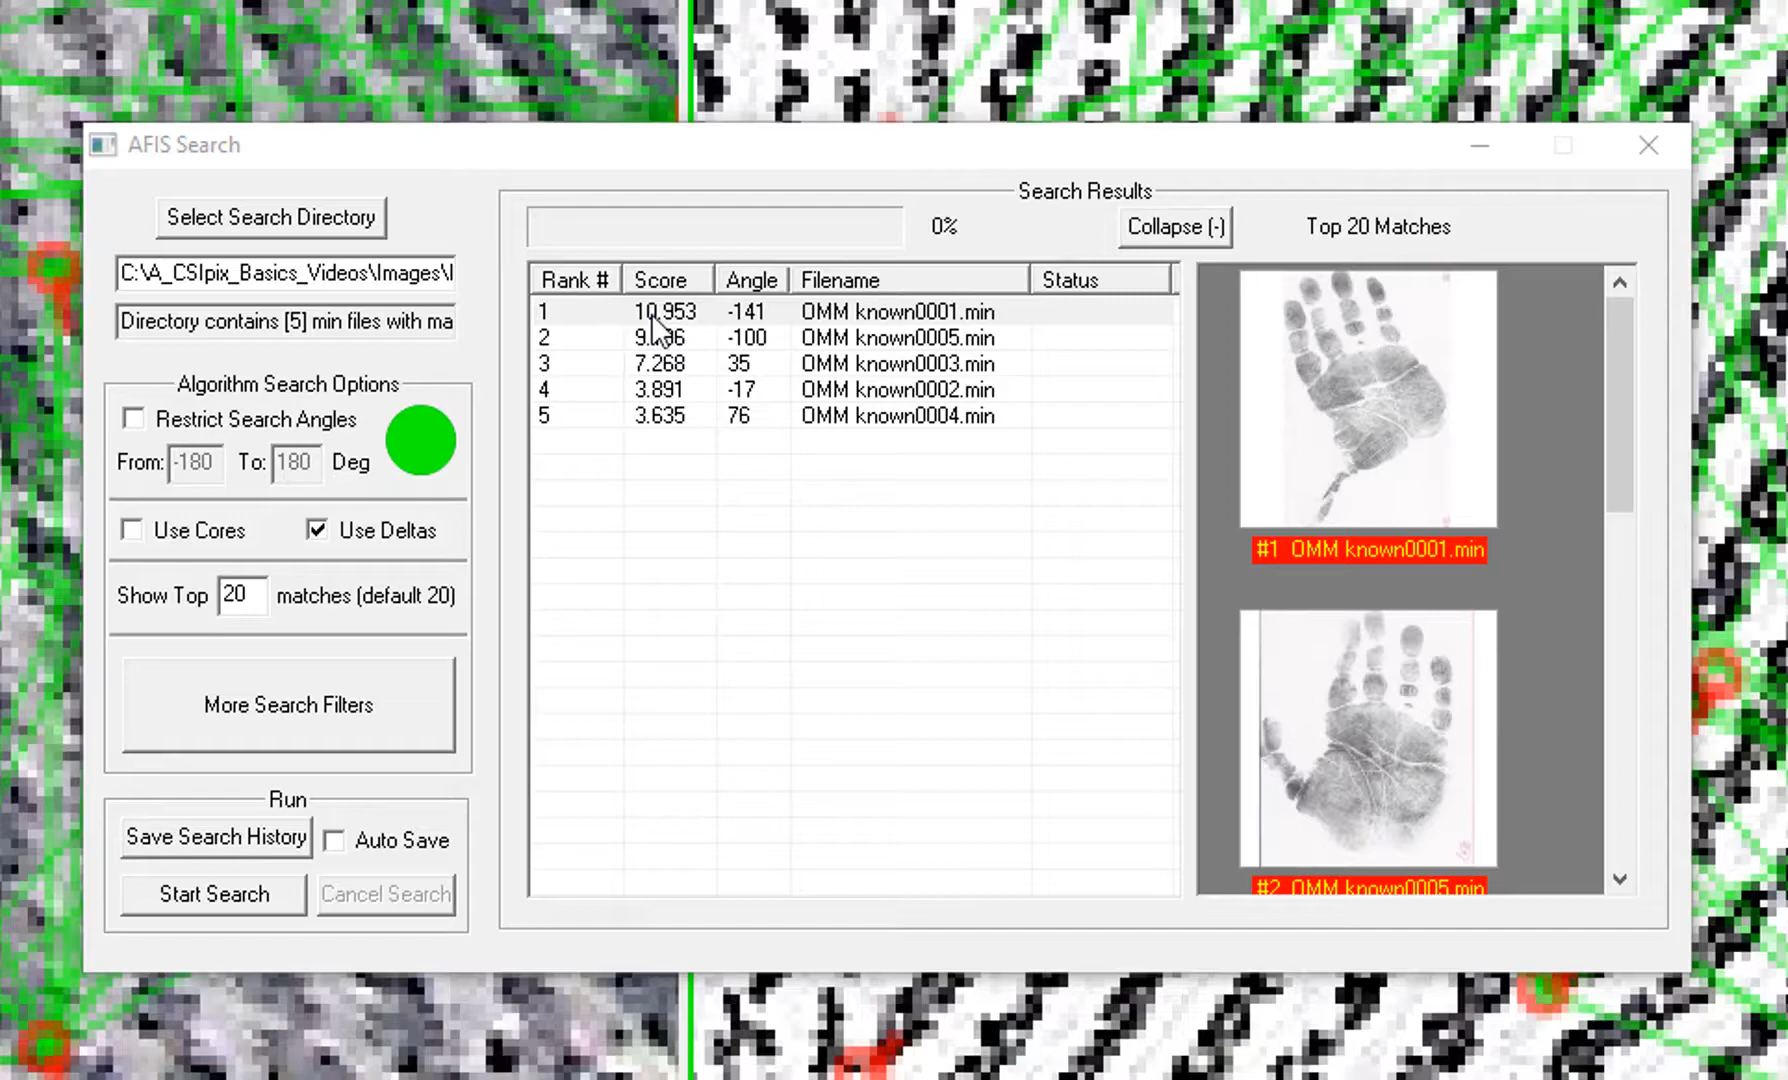 AFIS Search
Select Search Directory
C:\A_CSIpix_Basics_Videos\Images\I
Directory contains [5] min files with ma
Algorithm Search Options
Restrict Search Angles
From: -180 To: 180 Deg
Use Cores Use Deltas
Show Top 20 matches (default 20)
More Search Filters
Run
Save Search History Auto Save
Start Search Cancel Search
Search Results
0% Collapse (-) Top 20 Matches
Rank # Score Angle Filename Status
1 10.953 -141 OMM known0001.min
2 -100 OMM known0005.min
3 7.268 35 OMM known0003.min
4 3.891 -17 OMM known0002.min
5 3.635 76 OMM known0004.min
#1 OMM known0001.min
#2 OMM known0005.min